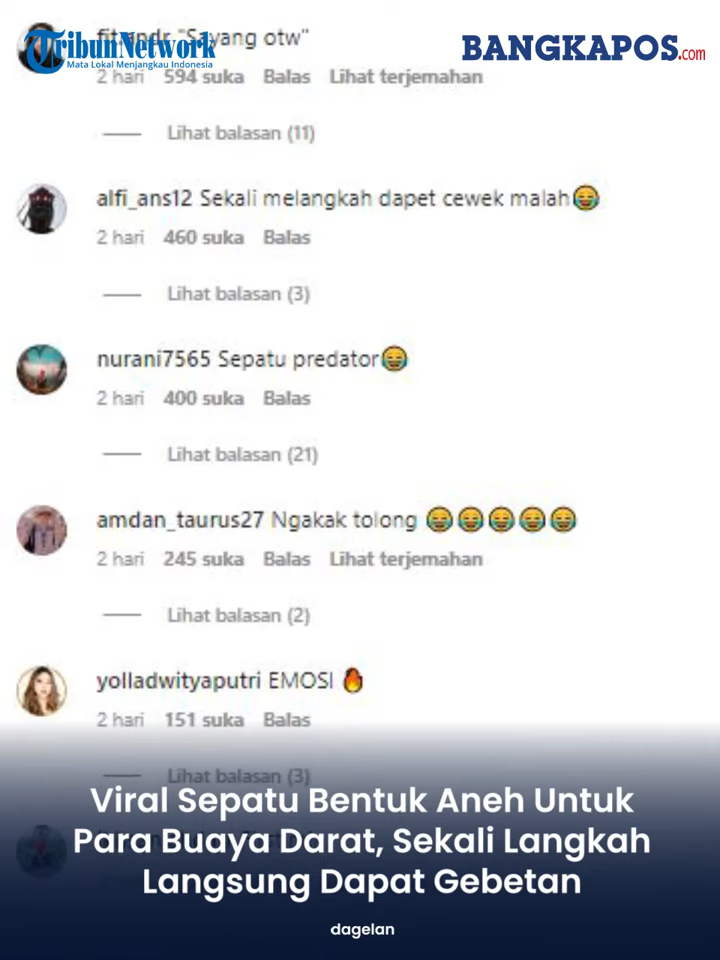 TribunNetwork
Mata Lokal Menjangkau Indonesia
BANGKAPOS.com
"Sayang otw"
2 hari 594 suka Balas Lihat terjemahan
Lihat balasan (11)
alfi_ans12 Sekali melangkah dapet cewek malah😂
2 hari 460 suka Balas
Lihat balasan (3)
nurani7565 Sepatu predator😂
2 hari 400 suka Balas
Lihat balasan (21)
amdan_taurus27 Ngakak tolong 😂😂😂😂😂
2 hari 245 suka Balas Lihat terjemahan
Lihat balasan (2)
yolladwityaputri EMOSI 🔥
2 hari 151 suka Balas
Lihat balasan (3)
Viral Sepatu Bentuk Aneh Untuk
Para Buaya Darat, Sekali Langkah
Langsung Dapat Gebetan
dagelan